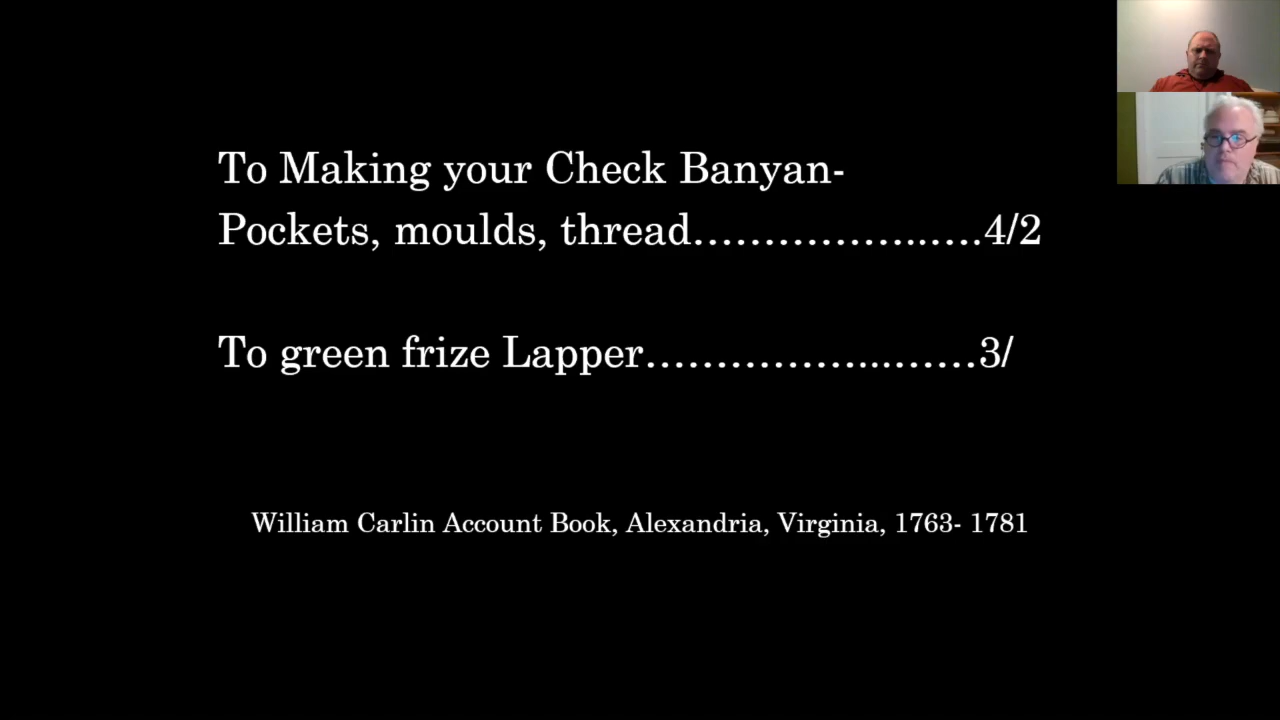 To Making your Check Banyan-
Pockets, moulds, thread……………..….4/2
To green frize Lapper……………...……3/
William Carlin Account Book, Alexandria, Virginia, 1763- 1781